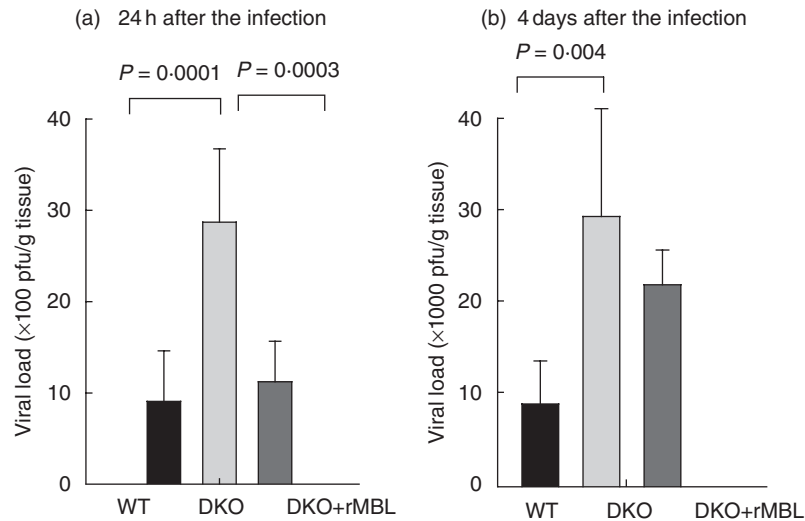 (a) 24 h after the infection
P = 0·0001
P = 0·0003
40
30
20
10
0
Viral load (×100 pfu/g tissue)
WT DKO DKO+rMBL
(b) 4 days after the infection
P = 0·004
40
30
20
10
0
Viral load (×1000 pfu/g tissue)
WT DKO DKO+rMBL